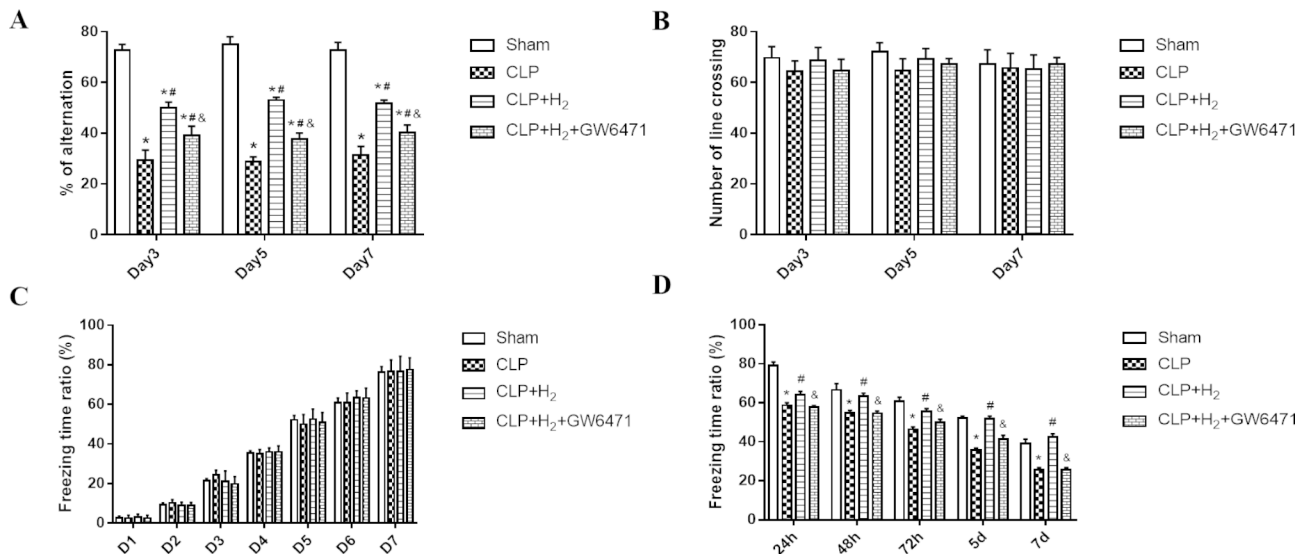 A
% of alternation
80
60
40
20
0
*
*#
*#&
*
*#
*#&
*
*#
*#&
Day3
Day5
Day7
Sham
CLP
CLP+H₂
CLP+H₂+GW6471
B
Number of line crossing
80
60
40
20
0
Day3
Day5
Day7
Sham
CLP
CLP+H₂
CLP+H₂+GW6471
C
Freezing time ratio (%)
100
80
60
40
20
0
D1
D2
D3
D4
D5
D6
D7
Sham
CLP
CLP+H₂
CLP+H₂+GW6471
D
Freezing time ratio (%)
100
80
60
40
20
0
*
#
&
*
#
&
*
#
&
*
#
&
*
#
&
24h
48h
72h
5d
7d
Sham
CLP
CLP+H₂
CLP+H₂+GW6471